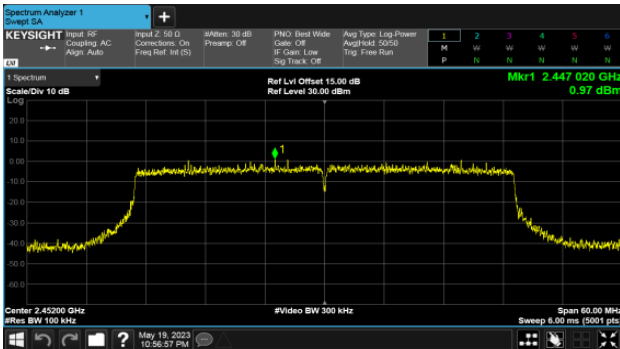 Spectrum Analyzer 1
Swept SA
KEYSIGHT Input: RF Input Z: 50 Ω #Atten: 30 dB PNO: Best Wide Avg Type: Log-Power 1 2 3 4 5 6
Coupling: AC Corrections: On Preamp: Off Gate: Off Avg|Hold: 50/50 M W W W W W
Align: Auto Freq Ref: Int (S) IF Gain: Low Trig: Free Run
LXI Sig Track: Off P N N N N N
1 Spectrum Ref Lvl Offset 15.00 dB Mkr1 2.447 020 GHz
Scale/Div 10 dB Ref Level 30.00 dBm 0.97 dBm
Log
20.0
10.0
0.00
-10.0
-20.0
-30.0
-40.0
-50.0
-60.0
1
Center 2.45200 GHz #Video BW 300 kHz Span 60.00 MHz
#Res BW 100 kHz Sweep 6.00 ms (5001 pts)
May 19, 2023
10:56:57 PM